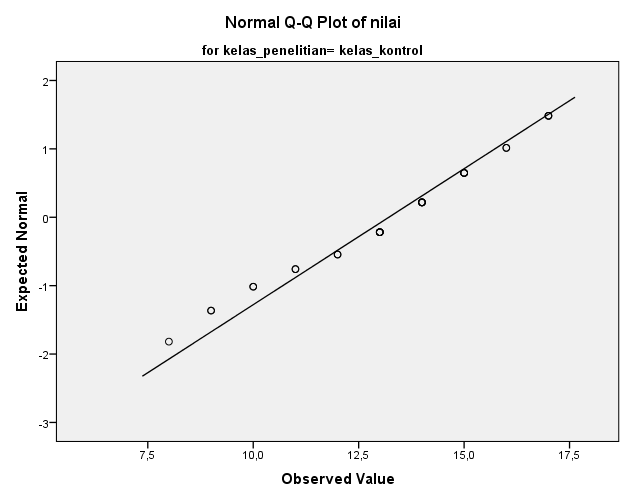 Normal Q-Q Plot of nilai
for kelas_penelitian= kelas_kontrol
2
1
0
-1
-2
-3
Expected Normal
7,5
10,0
12,5
15,0
17,5
Observed Value